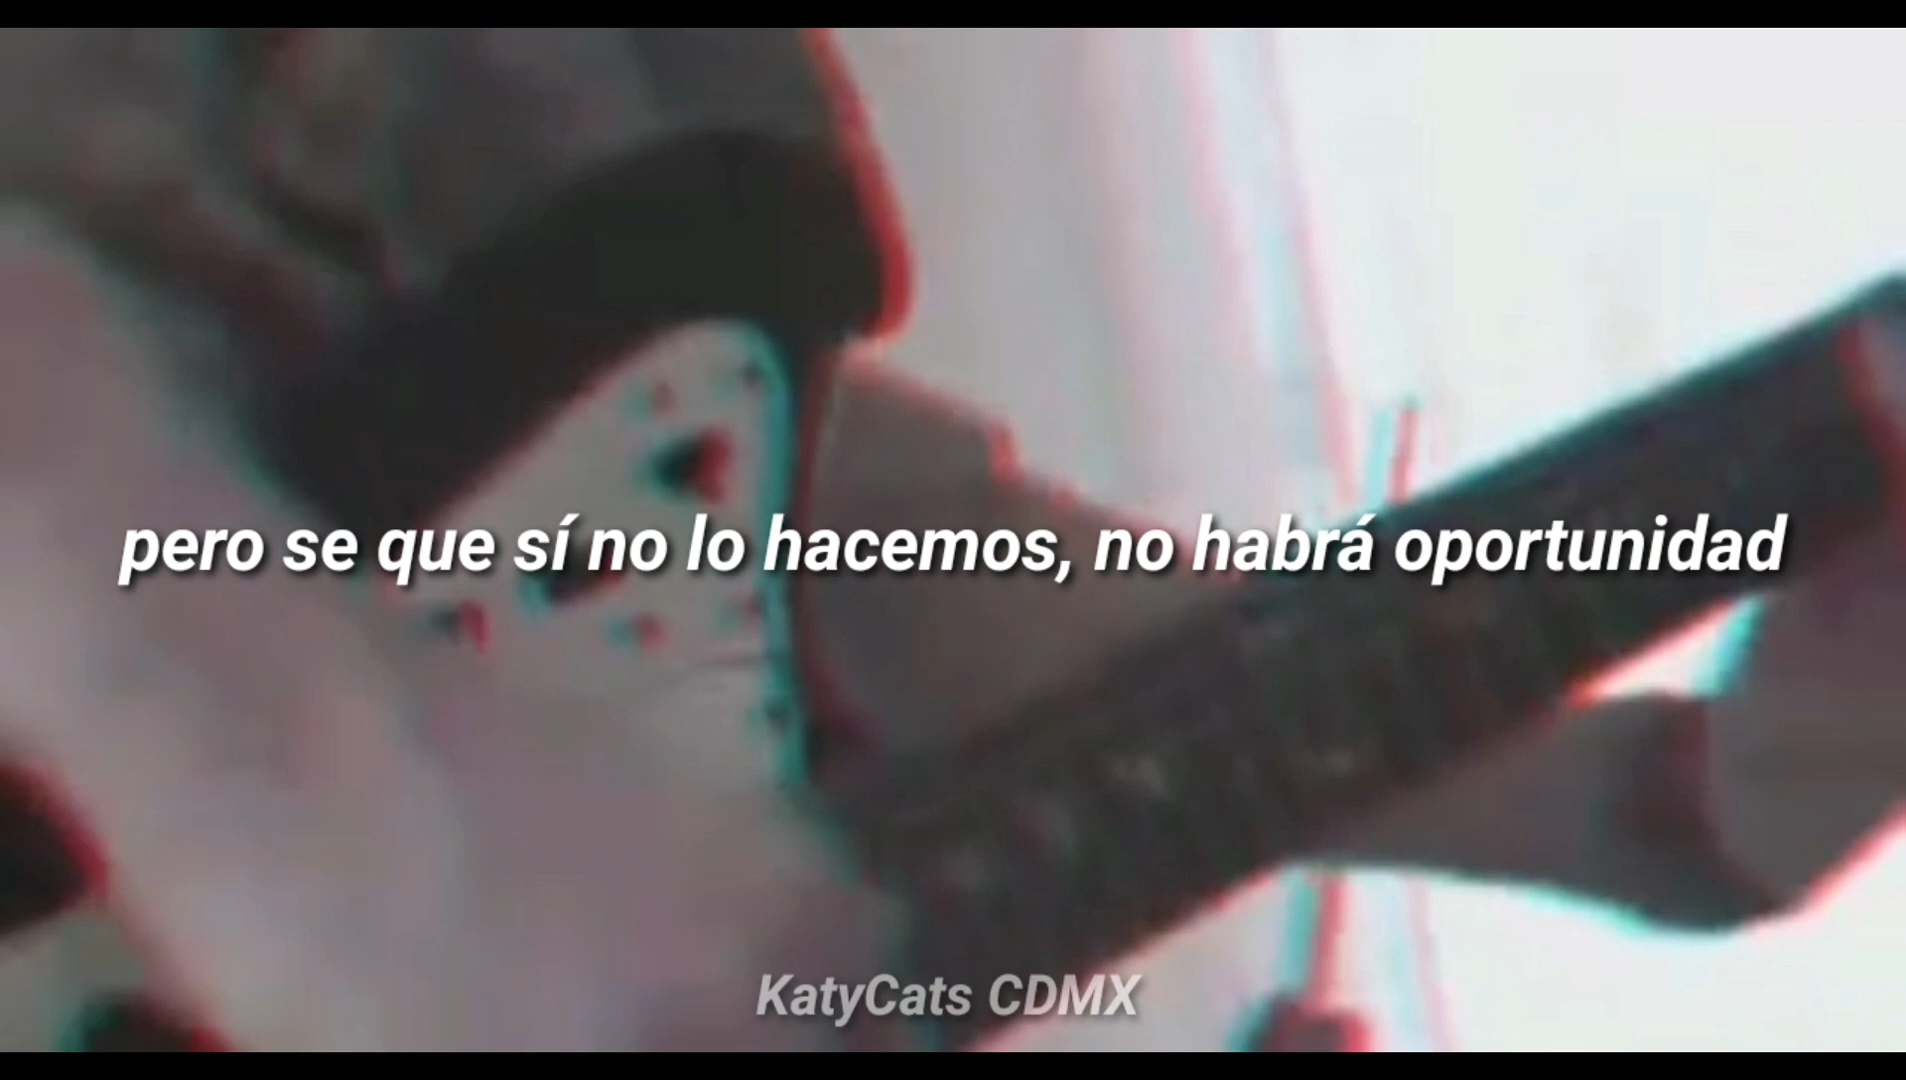 pero se que sí no lo hacemos, no habrá oportunidad
KatyCats CDMX